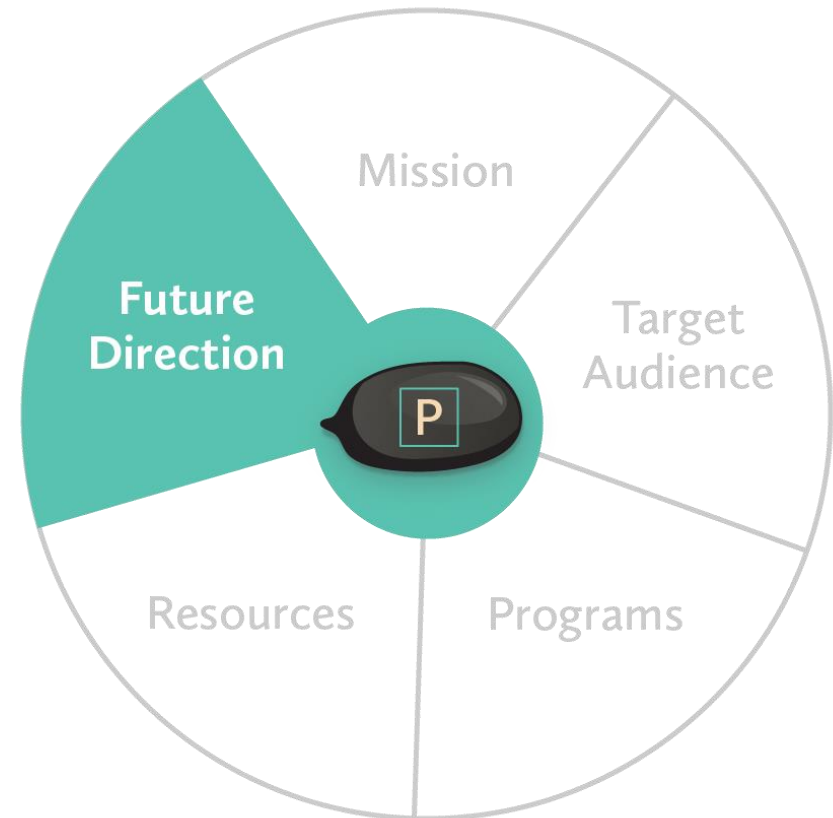 Mission
Target
Audience
Programs
Resources
Future
Direction
P